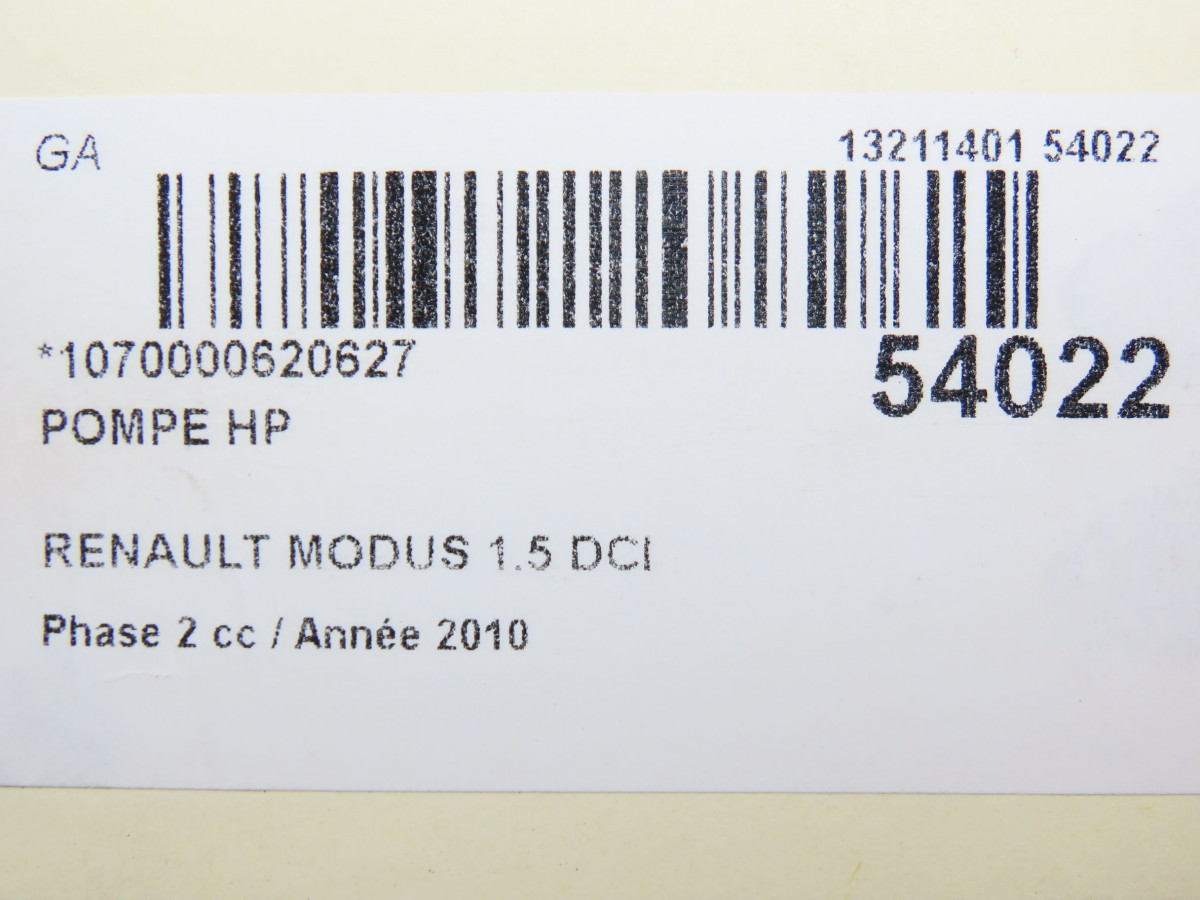 GA
13211401 54022
*1070000620627
54022
POMPE HP
RENAULT MODUS 1.5 DCI
Phase 2 cc / Année 2010